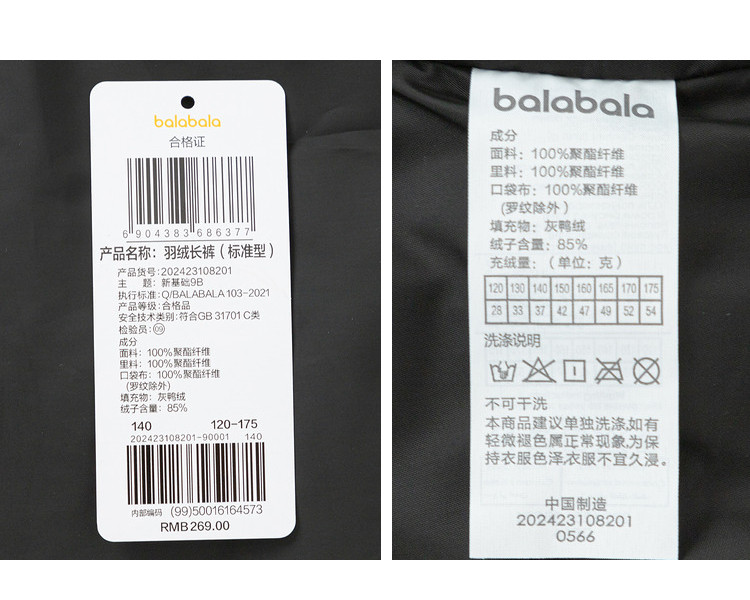 balabala
合格证
6 904383 686377
产品名称：羽绒长裤（标准型）
产品货号：202423108201
主　题：新基础9B
执行标准：Q/BALABALA 103-2021
产品等级：合格品
安全技术类别：符合GB 31701 C类
检验员：09
成分
面料：100%聚酯纤维
里料：100%聚酯纤维
口袋布：100%聚酯纤维
（罗纹除外）
填充物：灰鸭绒
绒子含量：85%
140 120-175
202423108201-90001 140
内部编码 (99)50016164573
RMB269.00
balabala
成分
面料：100%聚酯纤维
里料：100%聚酯纤维
口袋布：100%聚酯纤维
（罗纹除外）
填充物：灰鸭绒
绒子含量：85%
充绒量：（单位：克）
120 130 140 150 160 165 170 175
28 33 37 42 47 49 52 54
洗涤说明
不可干洗
本商品建议单独洗涤,如有
轻微褪色属正常现象,为保
持衣服色泽,衣服不宜久浸。
中国制造
202423108201
0566